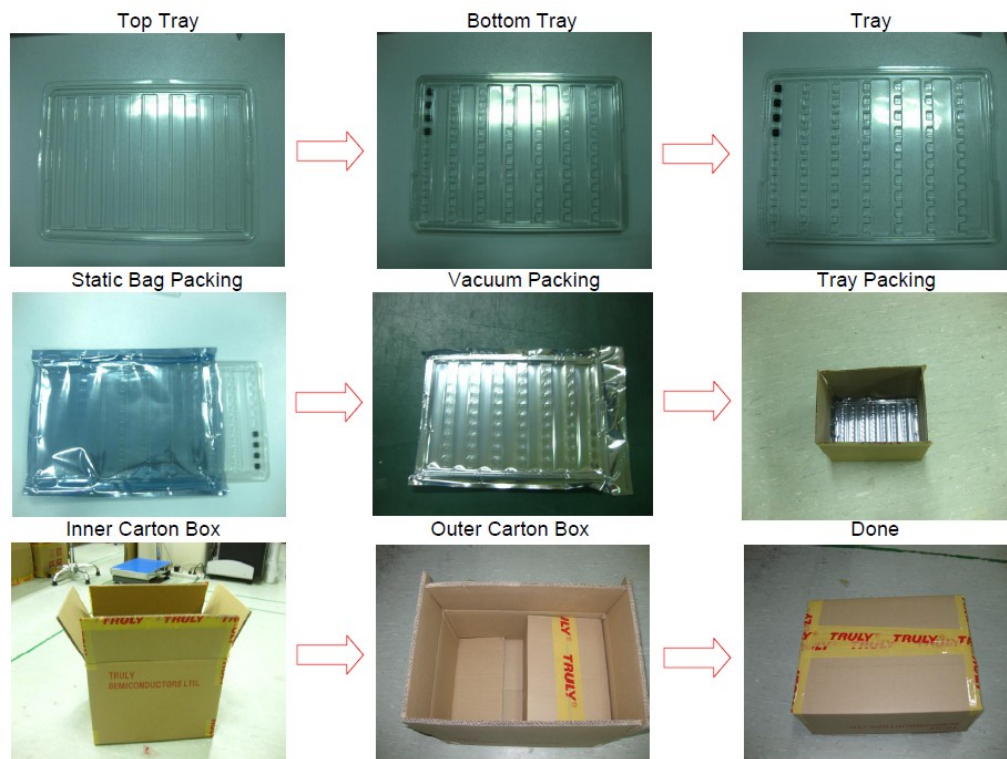 Top Tray
Bottom Tray
Tray
Static Bag Packing
Vacuum Packing
Tray Packing
Inner Carton Box
Outer Carton Box
Done
TRULY
TRULY
TRULY
SEMICONDUCTORS LTD.
TRULY®
TRULY®
TRULY